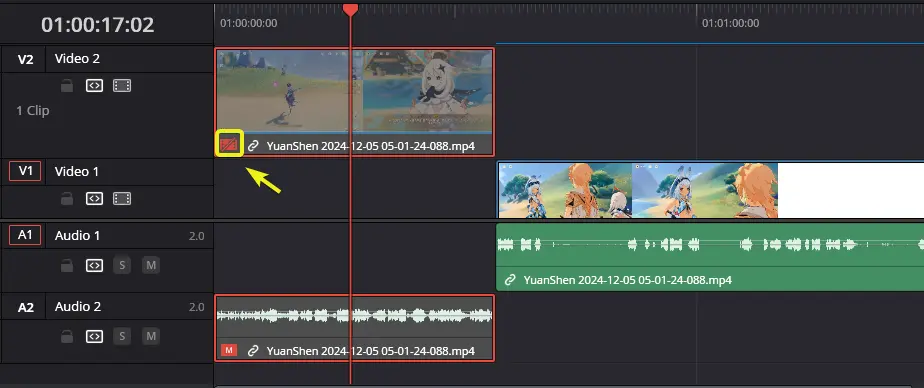 01:00:17:02
01:00:00:00
01:01:00:00
V2 Video 2
1 Clip
YuanShen 2024-12-05 05-01-24-088.mp4
V1 Video 1
A1 Audio 1 2.0
S M
YuanShen 2024-12-05 05-01-24-088.mp4
A2 Audio 2 2.0
S M
M YuanShen 2024-12-05 05-01-24-088.mp4